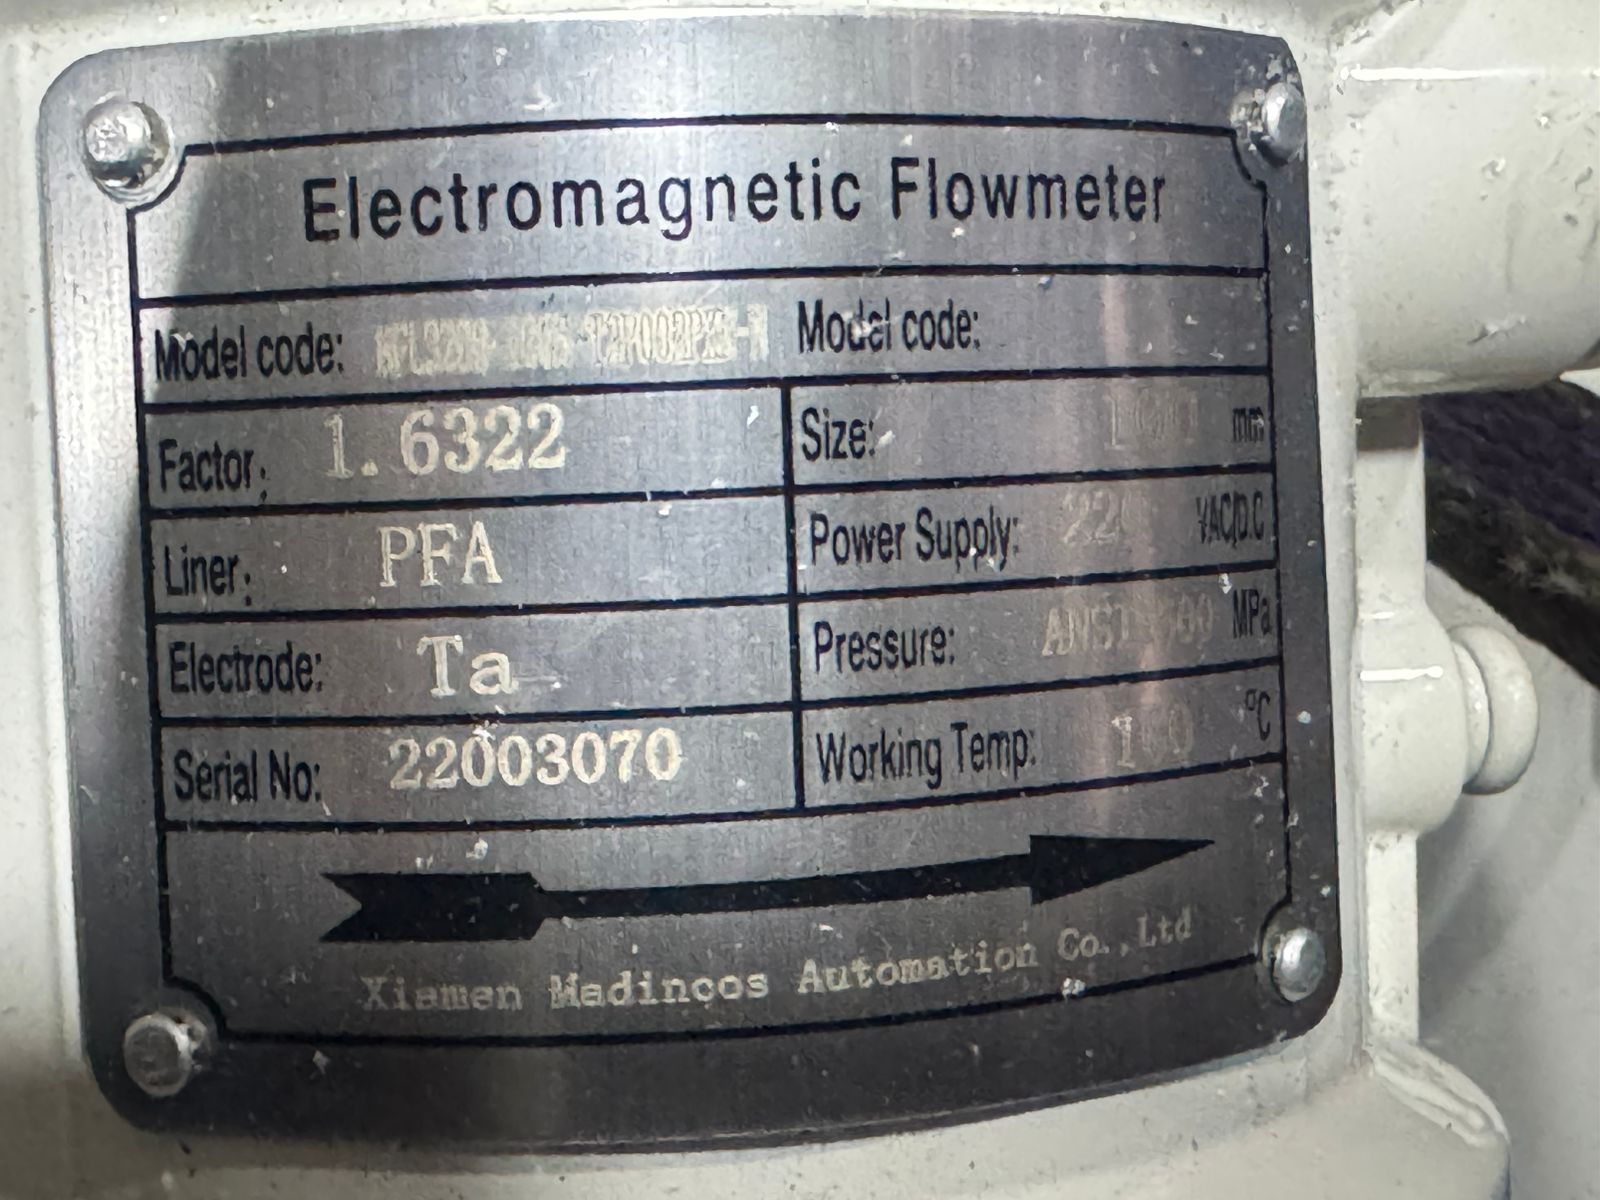 Electromagnetic Flowmeter
Model code: Model code:
Factor: 1.6322 Size: mm
Liner: PFA Power Supply: 220 VAC/D.C
Electrode: Ta Pressure: MPa
Serial No: 22003070 Working Temp: °C
Xiamen Madincos Automation Co.,Ltd